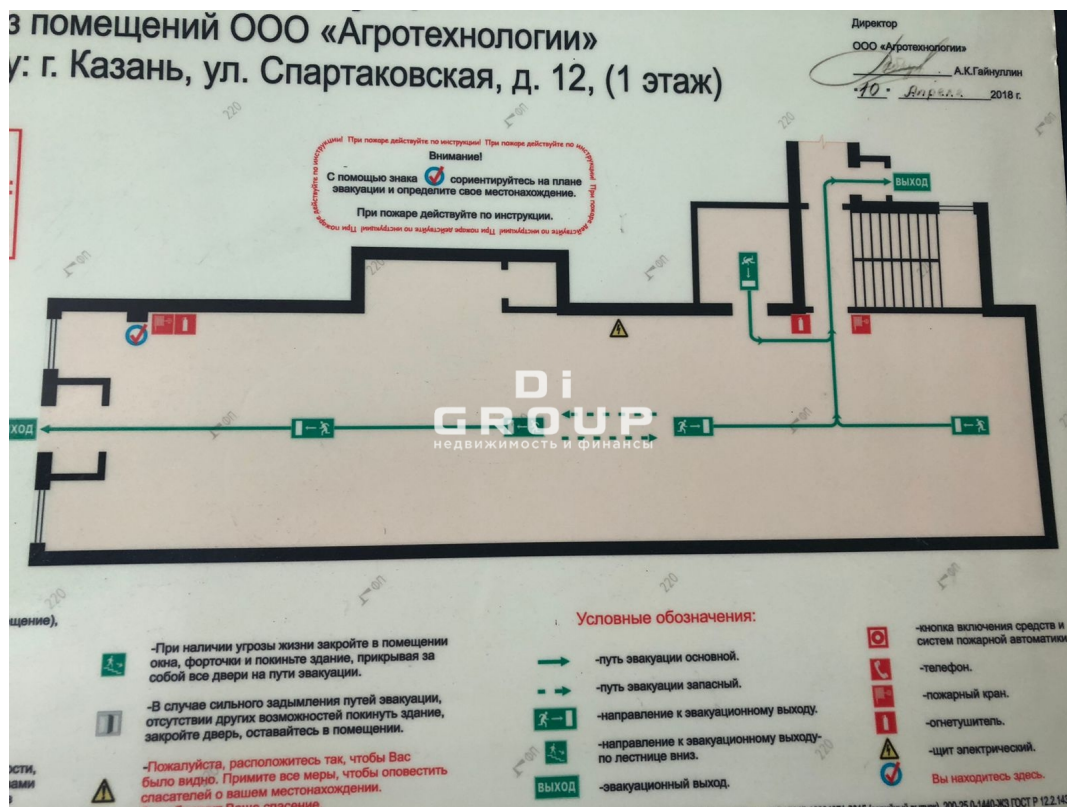 з помещений ООО «Агротехнологии»
у: г. Казань, ул. Спартаковская, д. 12, (1 этаж)
Директор
ООО «Агротехнологии»
А.К.Гайнуллин
10 Апреля 2018 г.
Внимание!
С помощью знака сориентируйтесь на плане
эвакуации и определите свое местонахождение.
При пожаре действуйте по инструкции.
При пожаре действуйте по инструкции!
ВЫХОД
ХОД
Di
GROUP
недвижимость и финансы
220
ФП
щение),
-При наличии угрозы жизни закройте в помещении
окна, форточки и покиньте здание, прикрывая за
собой все двери на пути эвакуации.
-В случае сильного задымления путей эвакуации,
отсутствии других возможностей покинуть здание,
закройте дверь, оставайтесь в помещении.
ости,
рами
-Пожалуйста, расположитесь так, чтобы Вас
было видно. Примите все меры, чтобы оповестить
спасателей о вашем местонахождении.
Условные обозначения:
-путь эвакуации основной.
-путь эвакуации запасный.
-направление к эвакуационному выходу.
-направление к эвакуационному выходу-
по лестнице вниз.
ВЫХОД
-эвакуационный выход.
-кнопка включения средств и
систем пожарной автоматики
-телефон.
-пожарный кран.
-огнетушитель.
-щит электрический.
Вы находитесь здесь.